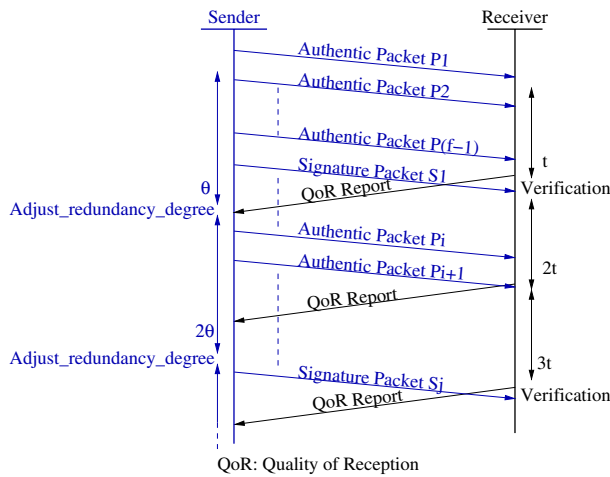 Sender
Receiver
Authentic Packet P1
Authentic Packet P2
Authentic Packet P(f−1)
t
Signature Packet S1
θ
QoR Report
Verification
Adjust_redundancy_degree
Authentic Packet Pi
Authentic Packet Pi+1
2t
QoR Report
2θ
Adjust_redundancy_degree
3t
Signature Packet Sj
QoR Report
Verification
QoR: Quality of Reception